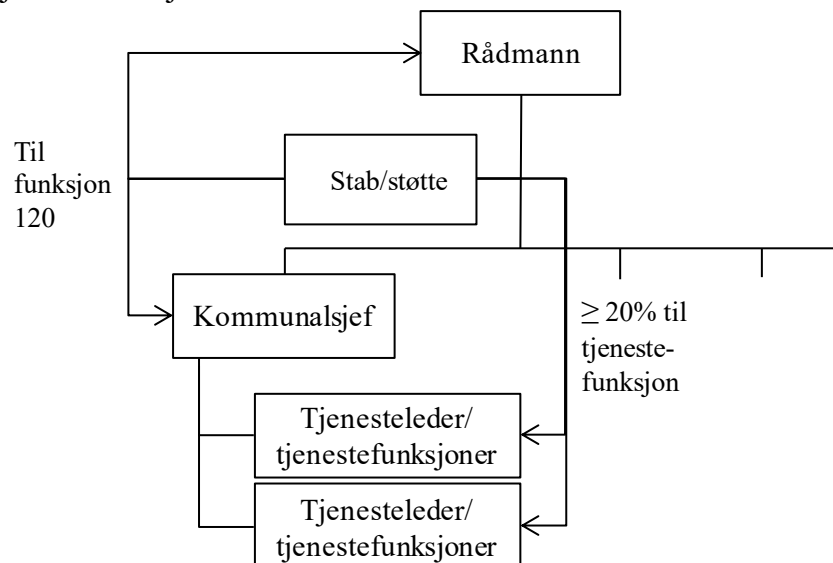 Rådmann
Til
funksjon
120
Stab/støtte
Kommunalsjef
≥ 20% til
tjeneste-
funksjon
Tjenesteleder/
tjenestefunksjoner
Tjenesteleder/
tjenestefunksjoner